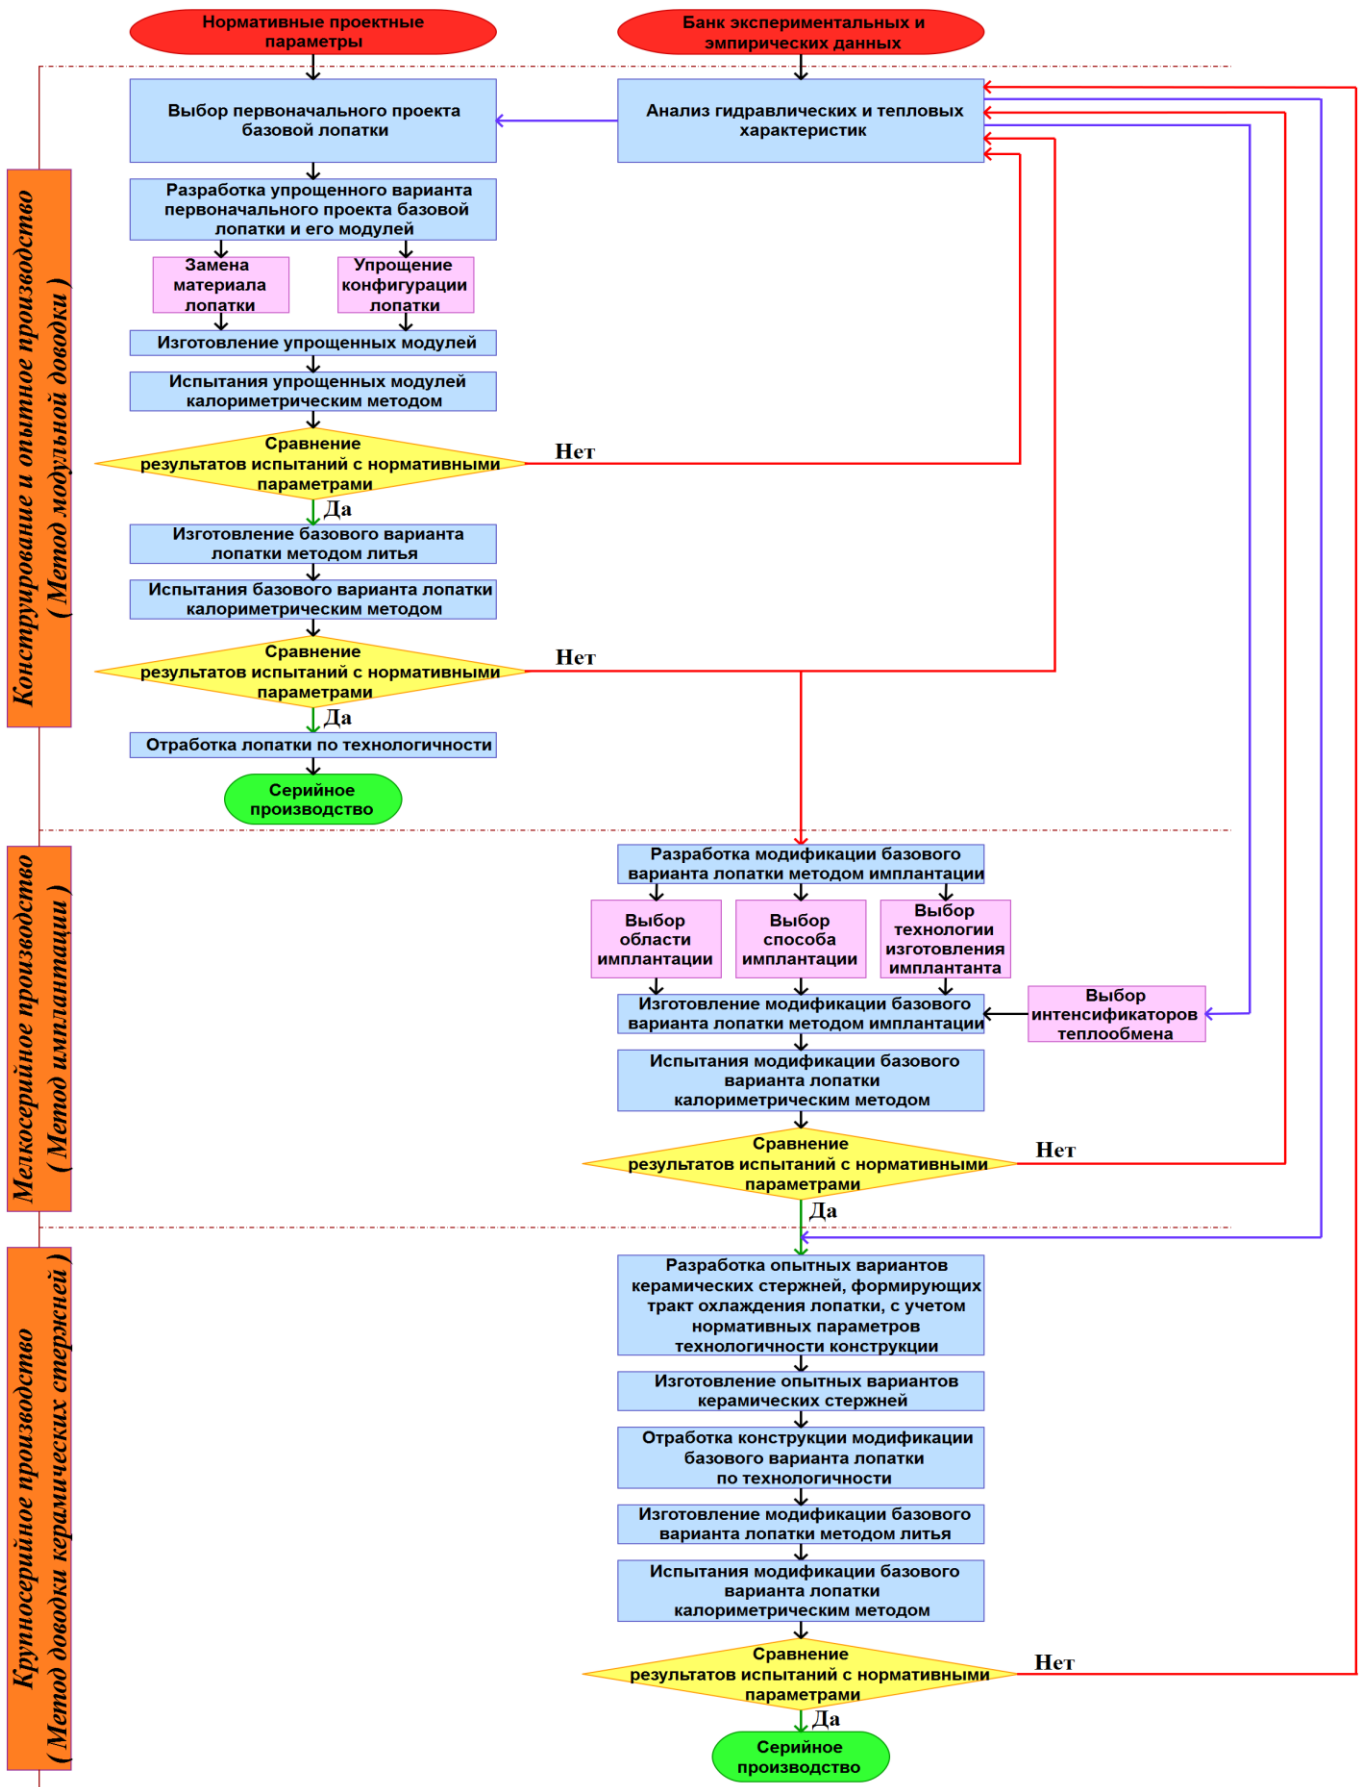 Нормативные проектные
параметры
Банк экспериментальных и
эмпирических данных
Выбор первоначального проекта
базовой лопатки
Анализ гидравлических и тепловых
характеристик
Конструирование и опытное производство
( Метод модульной доводки )
Разработка упрощенного варианта
первоначального проекта базовой
лопатки и его модулей
Замена
материала
лопатки
Упрощение
конфигурации
лопатки
Изготовление упрощенных модулей
Испытания упрощенных модулей
калориметрическим методом
Сравнение
результатов испытаний с нормативными
параметрами
Нет
Да
Изготовление базового варианта
лопатки методом литья
Испытания базового варианта лопатки
калориметрическим методом
Сравнение
результатов испытаний с нормативными
параметрами
Нет
Да
Отработка лопатки по технологичности
Серийное
производство
Мелкосерийное производство
( Метод имплантации )
Разработка модификации базового
варианта лопатки методом имплантации
Выбор
области
имплантации
Выбор
способа
имплантации
Выбор
технологии
изготовления
имплантанта
Изготовление модификации базового
варианта лопатки методом имплантации
Выбор
интенсификаторов
теплообмена
Испытания модификации базового
варианта лопатки
калориметрическим методом
Сравнение
результатов испытаний с нормативными
параметрами
Нет
Да
Крупносерийное производство
( Метод доводки керамических стержней )
Разработка опытных вариантов
керамических стержней, формирующих
тракт охлаждения лопатки, с учетом
нормативных параметров
технологичности конструкции
Изготовление опытных вариантов
керамических стержней
Отработка конструкции модификации
базового варианта лопатки
по технологичности
Изготовление модификации базового
варианта лопатки методом литья
Испытания модификации базового
варианта лопатки
калориметрическим методом
Сравнение
результатов испытаний с нормативными
параметрами
Нет
Да
Серийное
производство